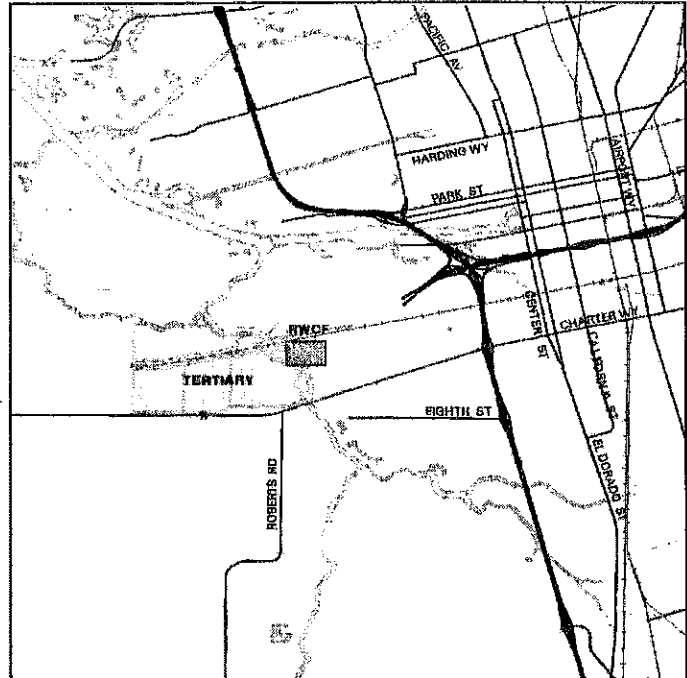 PACIFIC AV
HARDING WY
AIRPORT WY
PARK ST
CENTER ST
CHARTER WY
RWCF
TERTIARY
CALIFORNIA ST
EIGHTH ST
EL DORADO ST
ROBERTS RD